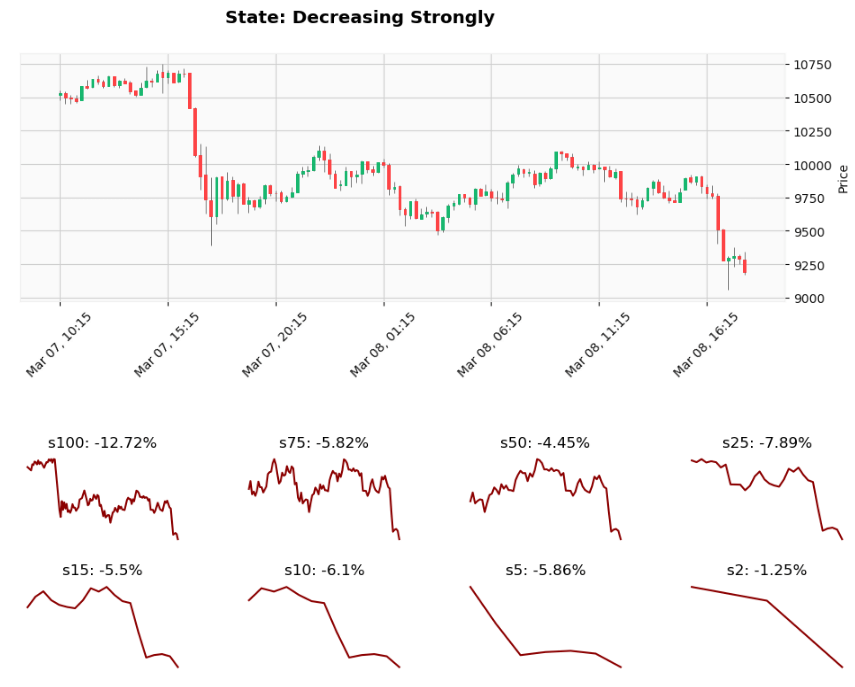 State: Decreasing Strongly
10750
10500
10250
10000
9750
9500
9250
9000
Price
Mar 07, 10:15
Mar 07, 15:15
Mar 07, 20:15
Mar 08, 01:15
Mar 08, 06:15
Mar 08, 11:15
Mar 08, 16:15
s100: -12.72%
s75: -5.82%
s50: -4.45%
s25: -7.89%
s15: -5.5%
s10: -6.1%
s5: -5.86%
s2: -1.25%